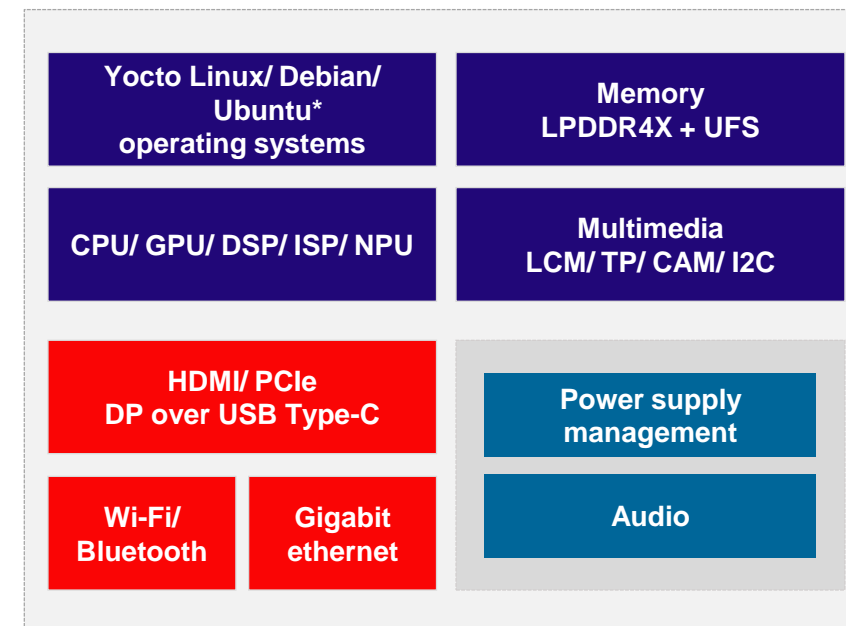 Yocto Linux/ Debian/
Ubuntu*
operating systems
Memory
LPDDR4X + UFS
CPU/ GPU/ DSP/ ISP/ NPU
Multimedia
LCM/ TP/ CAM/ I2C
HDMI/ PCIe
DP over USB Type-C
Power supply
management
Wi-Fi/
Bluetooth
Gigabit
ethernet
Audio